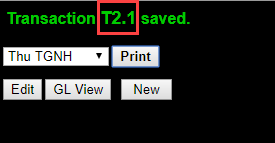 Transaction T2.1 saved.
Thu TGNH Print
Edit GL View New